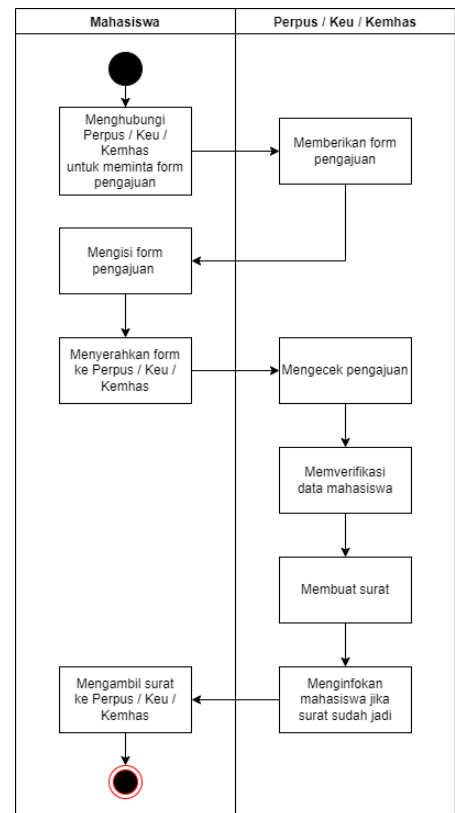 Mahasiswa
Perpus / Keu / Kemhas
Menghubungi
Perpus / Keu /
Kemhas
untuk meminta form
pengajuan
Memberikan form
pengajuan
Mengisi form
pengajuan
Menyerahkan form
ke Perpus / Keu /
Kemhas
Mengecek pengajuan
Memverifikasi
data mahasiswa
Membuat surat
Menginfokan
mahasiswa jika
surat sudah jadi
Mengambil surat
ke Perpus / Keu /
Kemhas